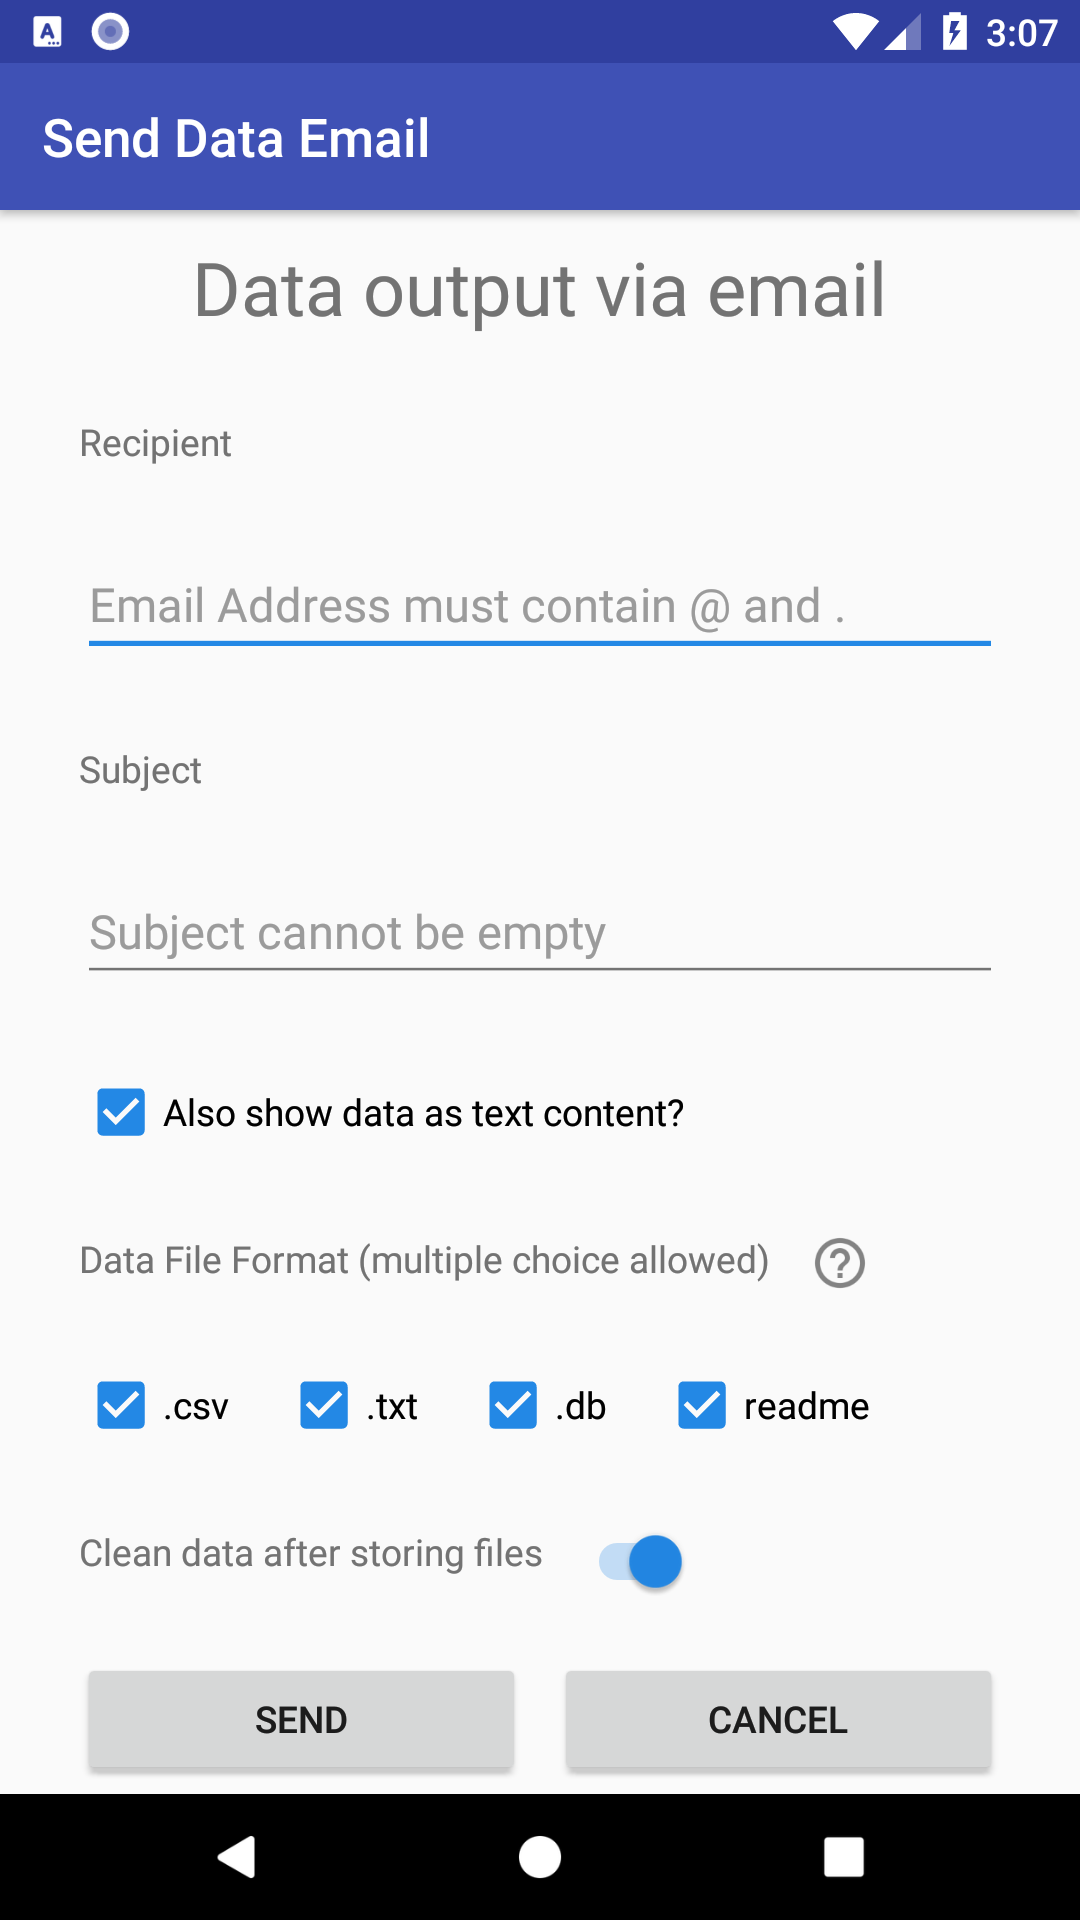 3:07
Send Data Email
Data output via email
Recipient
Email Address must contain @ and .
Subject
Subject cannot be empty
Also show data as text content?
Data File Format (multiple choice allowed)
.csv .txt .db readme
Clean data after storing files
SEND CANCEL